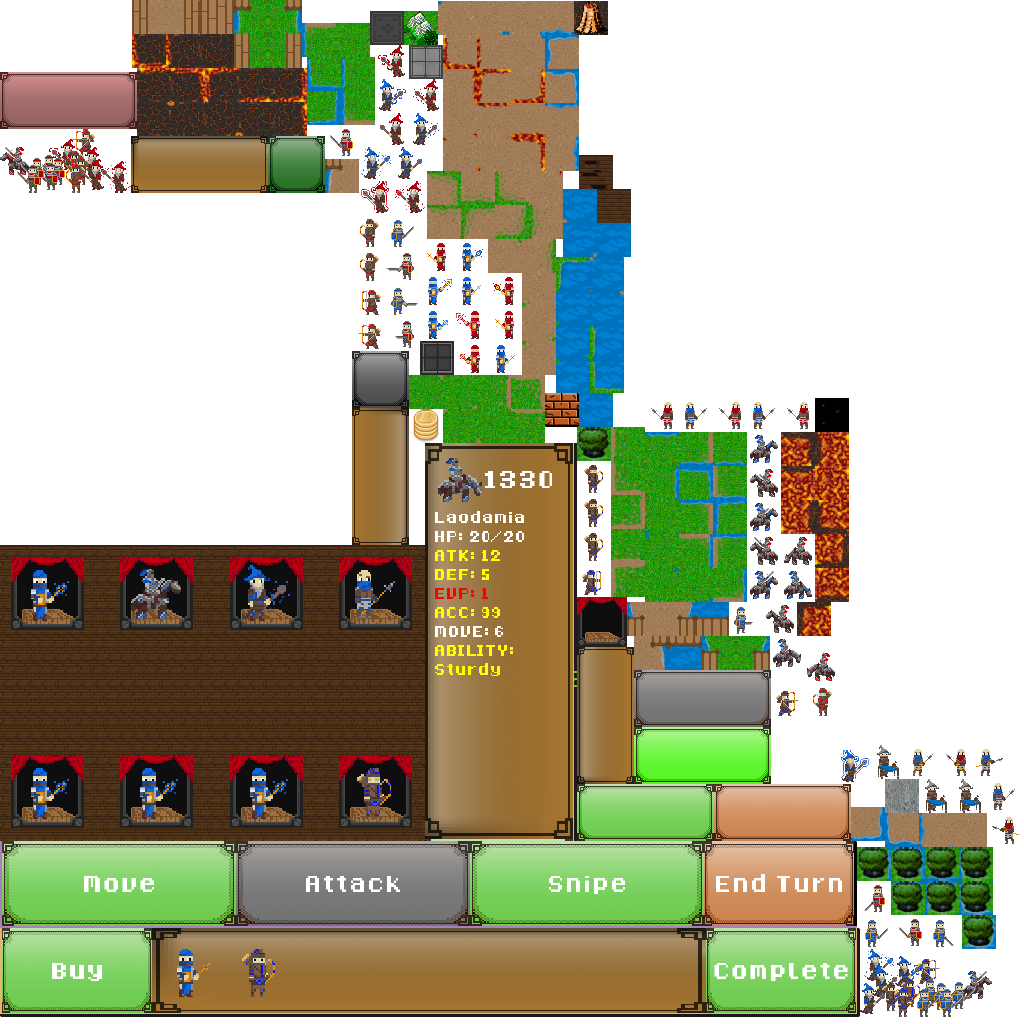 1330
Laodamia
HP: 20/20
ATK: 12
DEF: 5
EVP: 1
ACC: 99
MOVE: 6
ABILITY:
Sturdy
Move
Attack
Snipe
End Turn
Buy
Complete